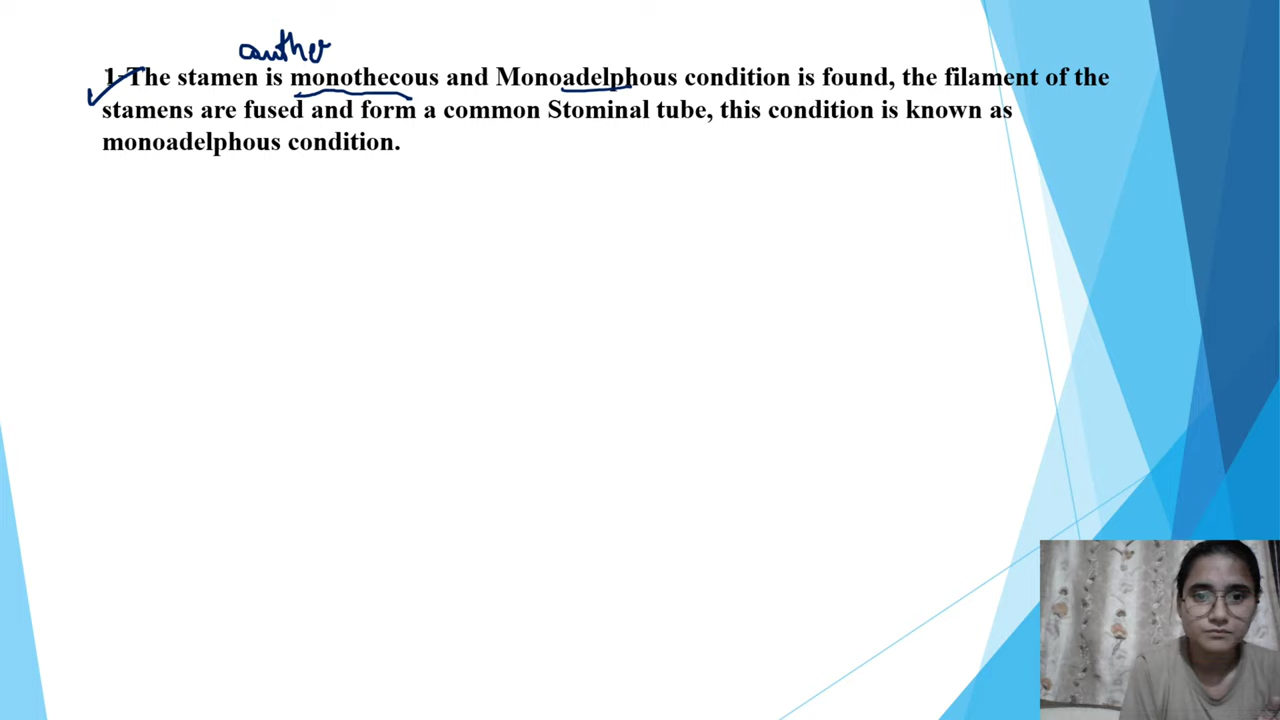 anther
1-The stamen is monothecous and Monoadelphous condition is found, the filament of the
stamens are fused and form a common Stominal tube, this condition is known as
monoadelphous condition.